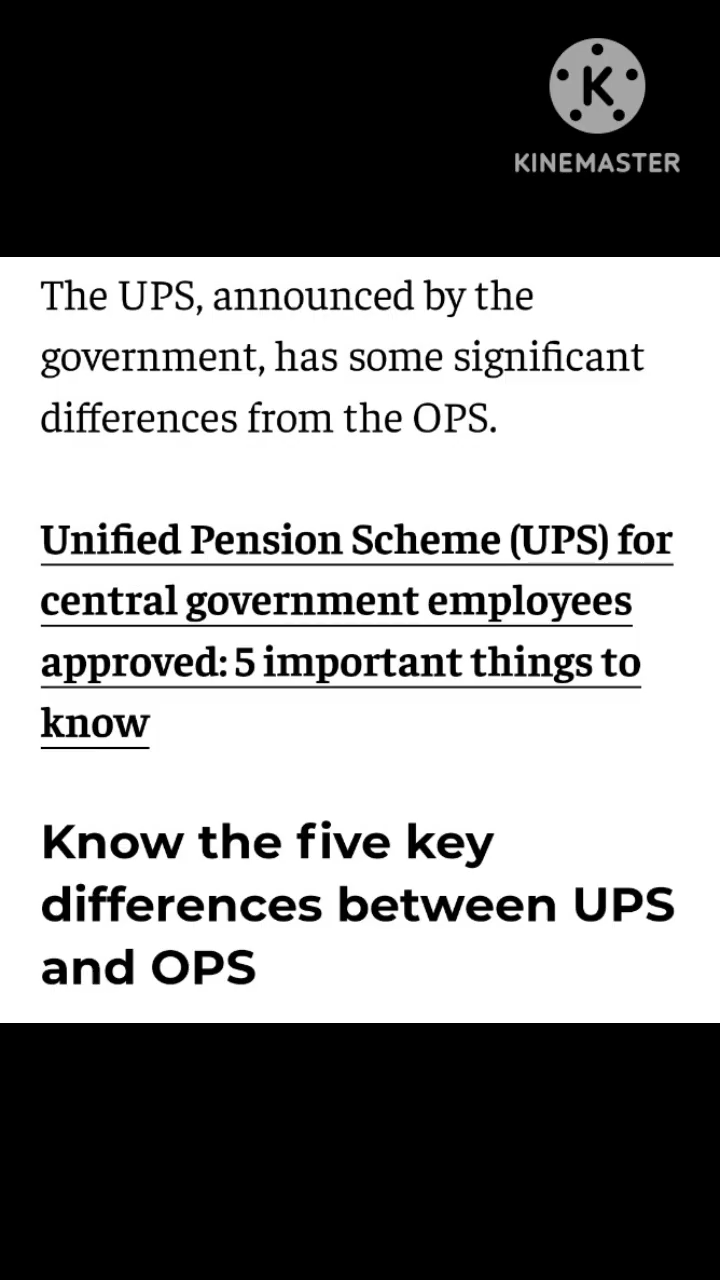 K
KINEMASTER
The UPS, announced by the
government, has some significant
differences from the OPS.
Unified Pension Scheme (UPS) for
central government employees
approved: 5 important things to
know
Know the five key
differences between UPS
and OPS